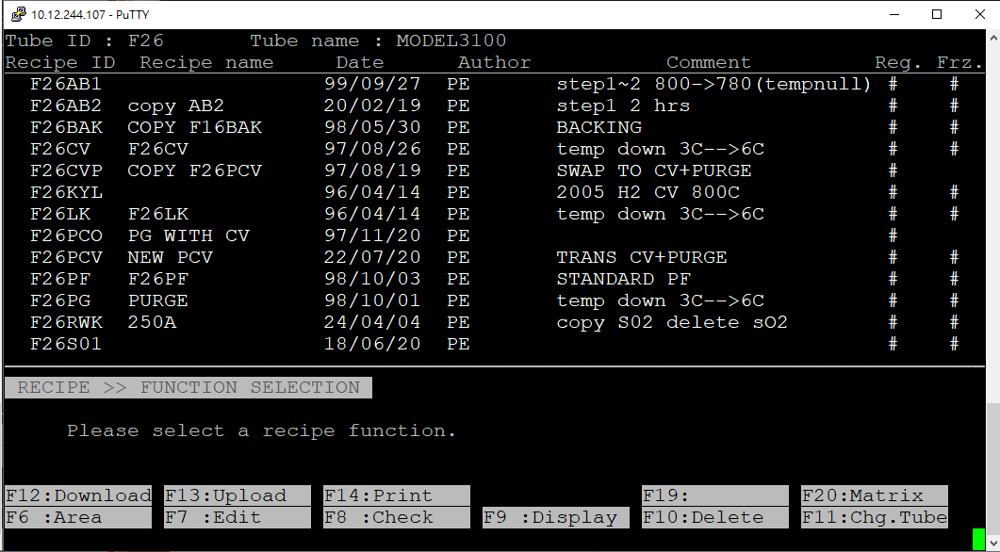 10.12.244.107 - PuTTY
Tube ID : F26 Tube name : MODEL3100
Recipe ID Recipe name Date Author Comment Reg. Frz.
F26AB1 99/09/27 PE step1~2 800->780(tempnull) # #
F26AB2 copy AB2 20/02/19 PE step1 2 hrs # #
F26BAK COPY F16BAK 98/05/30 PE BACKING # #
F26CV F26CV 97/08/26 PE temp down 3C-->6C # #
F26CVP COPY F26PCV 97/08/19 PE SWAP TO CV+PURGE #
F26KYL 96/04/14 PE 2005 H2 CV 800C # #
F26LK F26LK 96/04/14 PE temp down 3C-->6C # #
F26PCO PG WITH CV 97/11/20 PE #
F26PCV NEW PCV 22/07/20 PE TRANS CV+PURGE # #
F26PF F26PF 98/10/03 PE STANDARD PF # #
F26PG PURGE 98/10/01 PE temp down 3C-->6C # #
F26RWK 250A 24/04/04 PE copy S02 delete sO2 # #
F26S01 18/06/20 PE # #
RECIPE >> FUNCTION SELECTION
Please select a recipe function.
F12:Download F13:Upload F14:Print F19: F20:Matrix
F6 :Area F7 :Edit F8 :Check F9 :Display F10:Delete F11:Chg.Tube